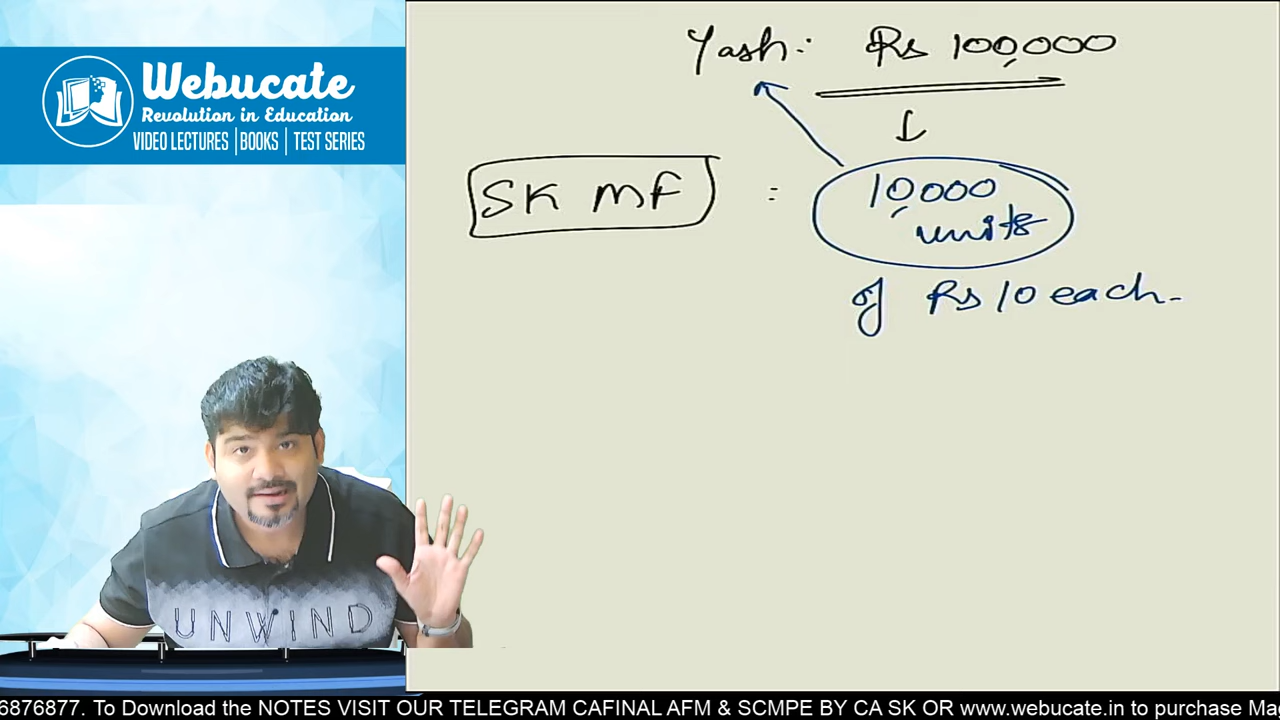 Webucate
Revolution in Education
VIDEO LECTURES | BOOKS | TEST SERIES
Yash:- Rs 100,000
SK MF : 10,000
units
of Rs 10 each.
UNWIND
6876877. To Download the NOTES VISIT OUR TELEGRAM CAFINAL AFM & SCMPE BY CA SK OR www.webucate.in to purchase Mac